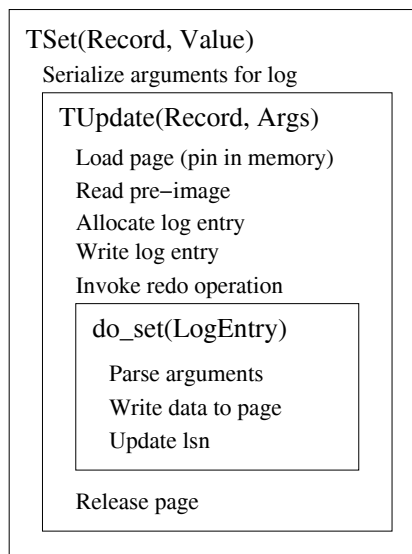 TSet(Record, Value)
Serialize arguments for log
TUpdate(Record, Args)
Load page (pin in memory)
Read pre−image
Allocate log entry
Write log entry
Invoke redo operation
do_set(LogEntry)
Parse arguments
Write data to page
Update lsn
Release page